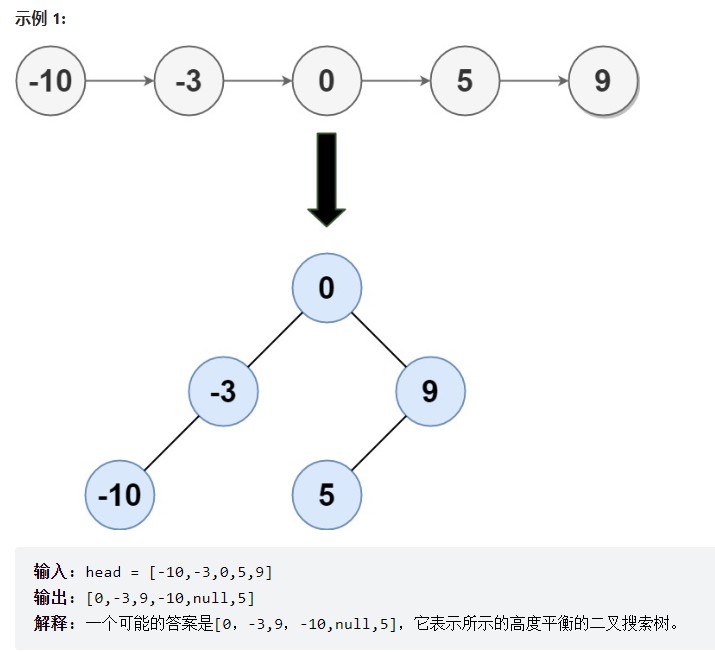 示例 1:
-10 -3 0 5 9
0
-3 9
-10 5
输入：head = [-10,-3,0,5,9]
输出：[0,-3,9,-10,null,5]
解释：一个可能的答案是[0，-3,9，-10,null,5]，它表示所示的高度平衡的二叉搜索树。